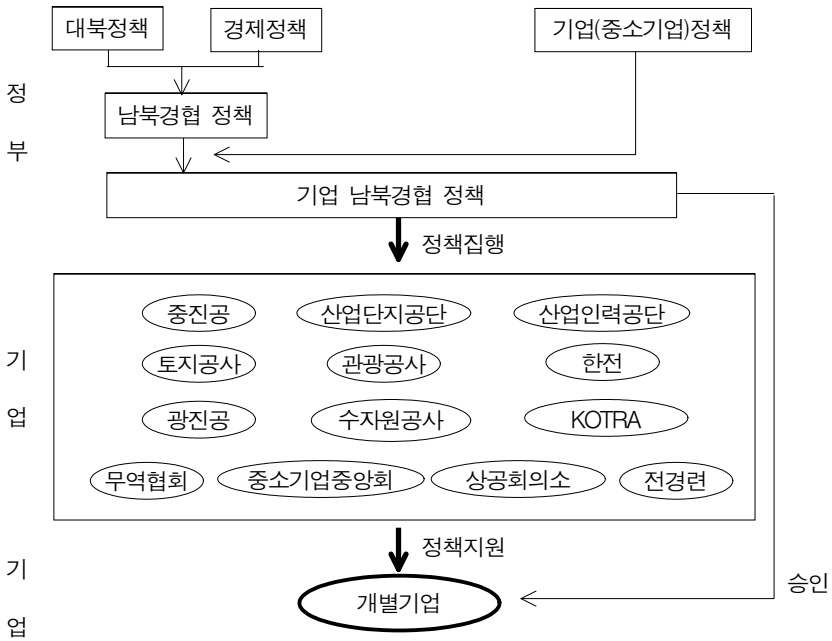 대북정책 경제정책 기업(중소기업)정책
정
남북경협 정책
부
기업 남북경협 정책
정책집행
중진공 산업단지공단 산업인력공단
기
토지공사 관광공사 한전
업
광진공 수자원공사 KOTRA
무역협회 중소기업중앙회 상공회의소 전경련
정책지원
기
승인
개별기업
업